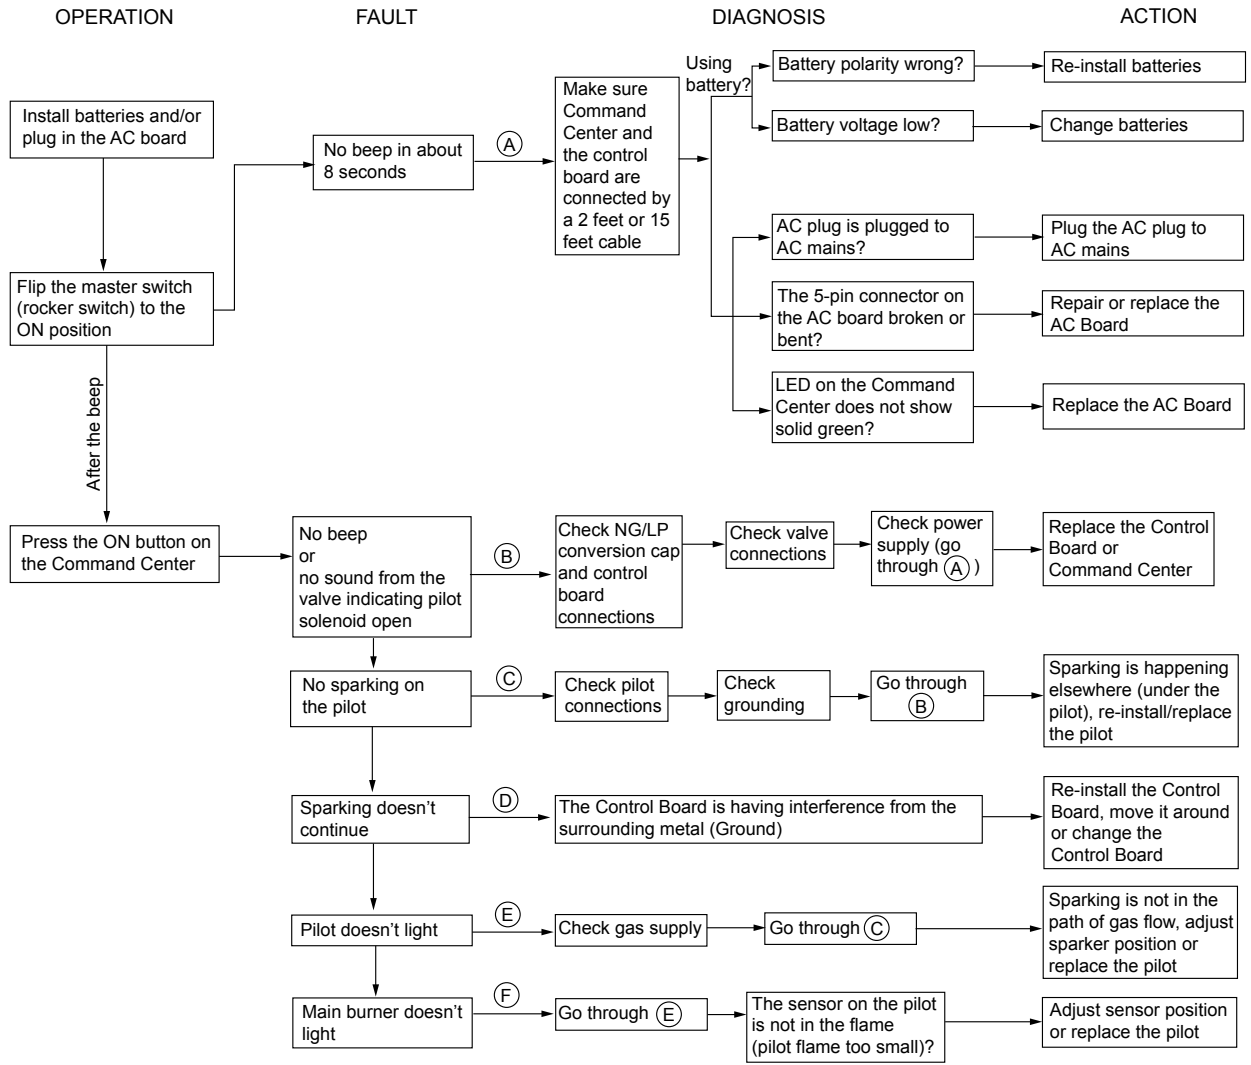 OPERATION
FAULT
DIAGNOSIS
ACTION
Install batteries and/or
plug in the AC board
Flip the master switch
(rocker switch) to the
ON position
After the beep
Press the ON button on
the Command Center
No beep in about
8 seconds
A
Make sure
Command
Center and
the control
board are
connected by
a 2 feet or 15
feet cable
Using
battery?
Battery polarity wrong?
Re-install batteries
Battery voltage low?
Change batteries
AC plug is plugged to
AC mains?
Plug the AC plug to
AC mains
The 5-pin connector on
the AC board broken or
bent?
Repair or replace the
AC Board
LED on the Command
Center does not show
solid green?
Replace the AC Board
No beep
or
no sound from the
valve indicating pilot
solenoid open
B
Check NG/LP
conversion cap
and control
board
connections
Check valve
connections
Check power
supply (go
through A )
Replace the Control
Board or
Command Center
No sparking on
the pilot
C
Check pilot
connections
Check
grounding
Go through
B
Sparking is happening
elsewhere (under the
pilot), re-install/replace
the pilot
Sparking doesn't
continue
D
The Control Board is having interference from the
surrounding metal (Ground)
Re-install the Control
Board, move it around
or change the
Control Board
Pilot doesn't light
E
Check gas supply
Go through C
Sparking is not in the
path of gas flow, adjust
sparker position or
replace the pilot
Main burner doesn't
light
F
Go through E
The sensor on the pilot
is not in the flame
(pilot flame too small)?
Adjust sensor position
or replace the pilot